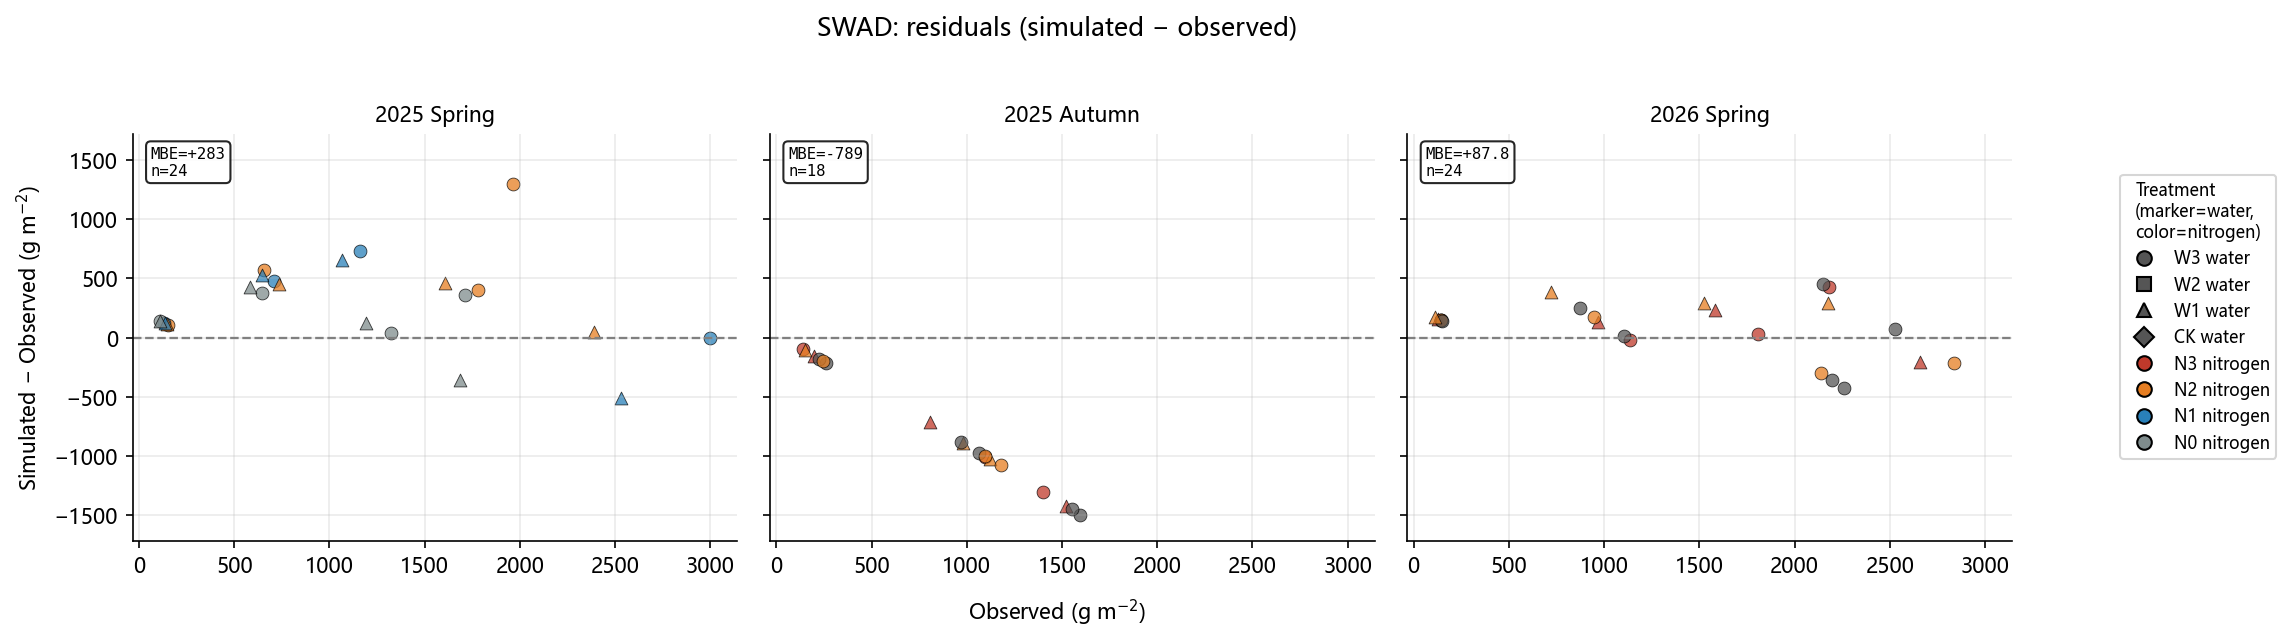 SWAD: residuals (simulated − observed)
2025 Spring
2025 Autumn
2026 Spring
MBE=+283
n=24
MBE=-789
n=18
MBE=+87.8
n=24
Simulated − Observed (g m⁻²)
1500
1000
500
0
−500
−1000
−1500
0 500 1000 1500 2000 2500 3000
0 500 1000 1500 2000 2500 3000
0 500 1000 1500 2000 2500 3000
Observed (g m⁻²)
Treatment
(marker=water,
color=nitrogen)
W3 water
W2 water
W1 water
CK water
N3 nitrogen
N2 nitrogen
N1 nitrogen
N0 nitrogen